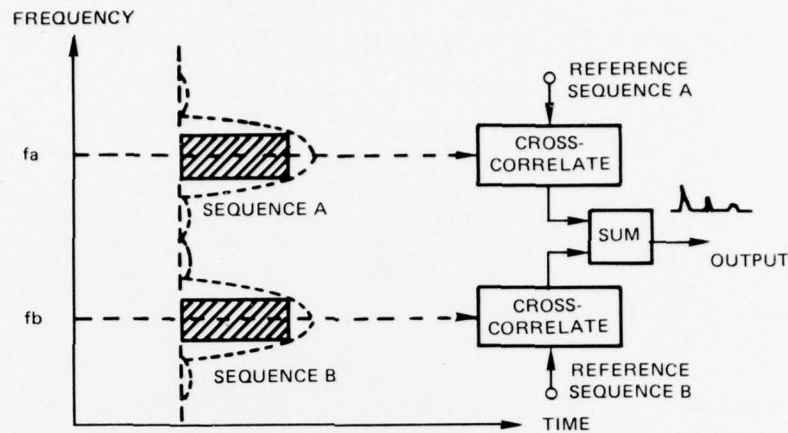 FREQUENCY
REFERENCE
SEQUENCE A
fa
CROSS-
CORRELATE
SEQUENCE A
SUM
OUTPUT
fb
CROSS-
CORRELATE
SEQUENCE B
REFERENCE
SEQUENCE B
TIME